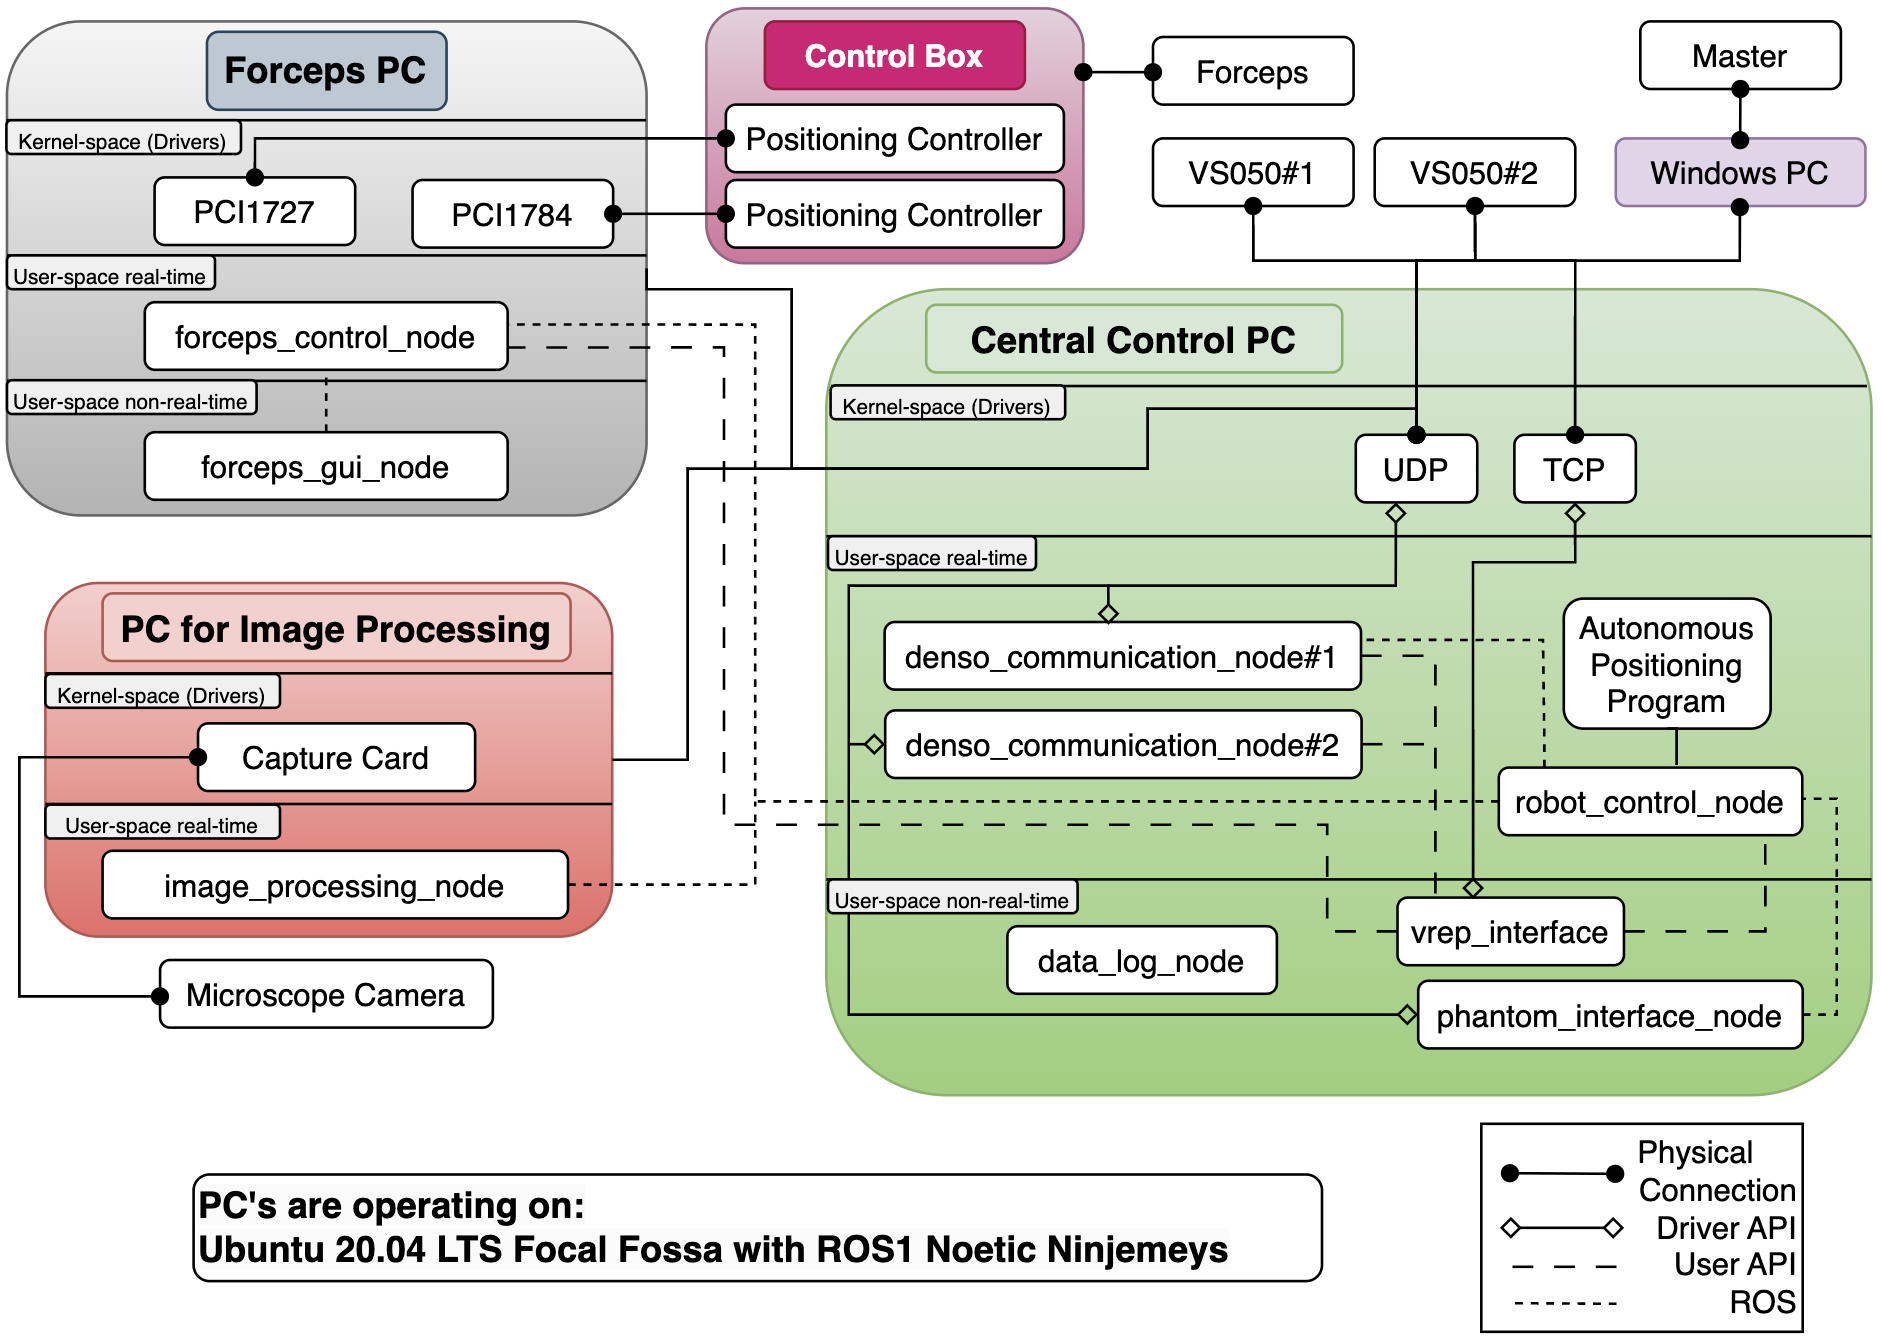 Forceps PC
Kernel-space (Drivers)
PCI1727
PCI1784
User-space real-time
forceps_control_node
User-space non-real-time
forceps_gui_node
Control Box
Positioning Controller
Positioning Controller
Forceps
VS050#1
VS050#2
Master
Windows PC
Central Control PC
Kernel-space (Drivers)
UDP
TCP
User-space real-time
denso_communication_node#1
denso_communication_node#2
Autonomous
Positioning
Program
robot_control_node
User-space non-real-time
vrep_interface
data_log_node
phantom_interface_node
PC for Image Processing
Kernel-space (Drivers)
Capture Card
User-space real-time
image_processing_node
Microscope Camera
PC's are operating on:
Ubuntu 20.04 LTS Focal Fossa with ROS1 Noetic Ninjemeys
Physical
Connection
Driver API
User API
ROS